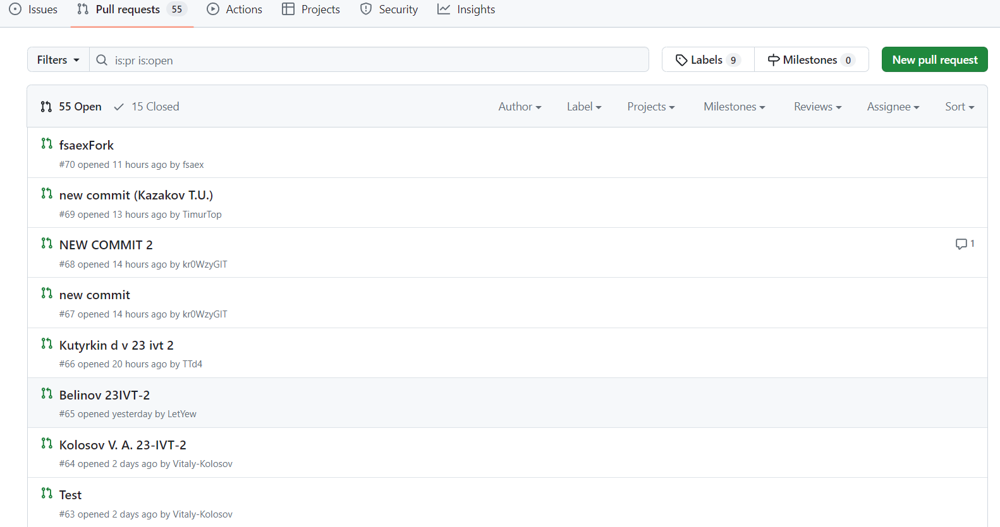 Issues Pull requests 55 Actions Projects Security Insights
Filters is:pr is:open Labels 9 Milestones 0 New pull request
55 Open 15 Closed Author Label Projects Milestones Reviews Assignee Sort
fsaexFork
#70 opened 11 hours ago by fsaex
new commit (Kazakov T.U.)
#69 opened 13 hours ago by TimurTop
NEW COMMIT 2 1
#68 opened 14 hours ago by kr0WzyGIT
new commit
#67 opened 14 hours ago by kr0WzyGIT
Kutyrkin d v 23 ivt 2
#66 opened 20 hours ago by TTd4
Belinov 23IVT-2
#65 opened yesterday by LetYew
Kolosov V. A. 23-IVT-2
#64 opened 2 days ago by Vitaly-Kolosov
Test
#63 opened 2 days ago by Vitaly-Kolosov